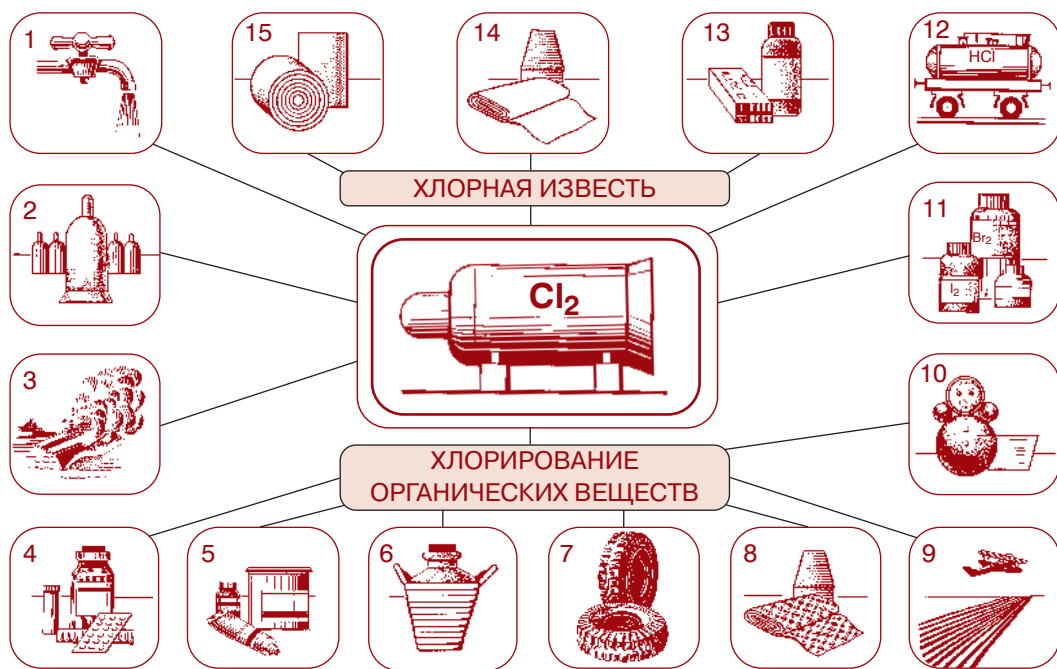 1
15
14
13
12
HCl
ХЛОРНАЯ ИЗВЕСТЬ
2
11
Br₂
I₂
Cl₂
3
10
ХЛОРИРОВАНИЕ
ОРГАНИЧЕСКИХ ВЕЩЕСТВ
4
5
6
7
8
9